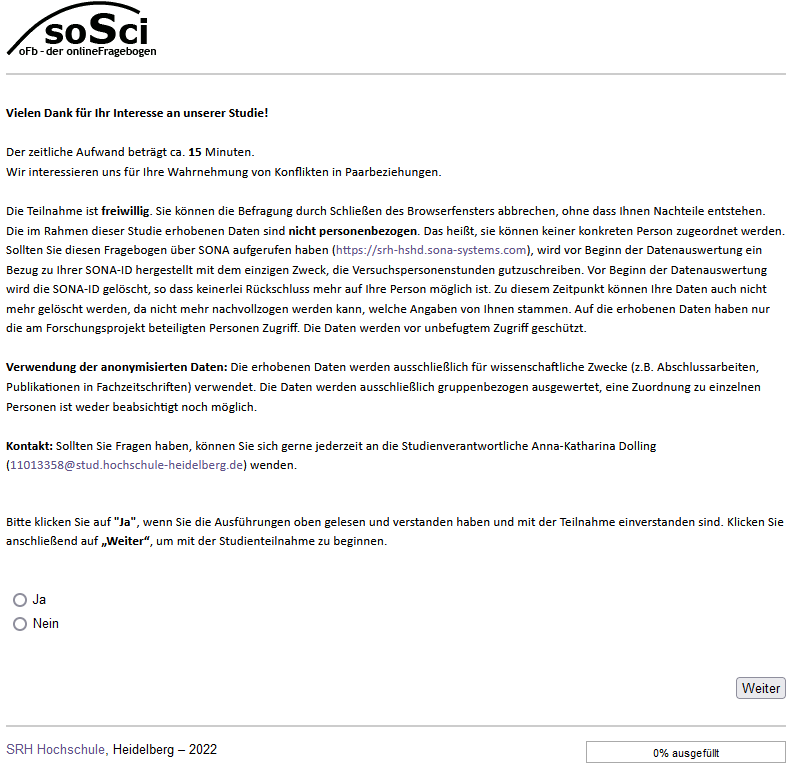 soSci
oFb - der onlineFragebogen
Vielen Dank für Ihr Interesse an unserer Studie!
Der zeitliche Aufwand beträgt ca. 15 Minuten.
Wir interessieren uns für Ihre Wahrnehmung von Konflikten in Paarbeziehungen.
Die Teilnahme ist freiwillig. Sie können die Befragung durch Schließen des Browserfensters abbrechen, ohne dass Ihnen Nachteile entstehen.
Die im Rahmen dieser Studie erhobenen Daten sind nicht personenbezogen. Das heißt, sie können keiner konkreten Person zugeordnet werden.
Sollten Sie diesen Fragebogen über SONA aufgerufen haben (https://srh-hshd.sona-systems.com), wird vor Beginn der Datenauswertung ein
Bezug zu Ihrer SONA-ID hergestellt mit dem einzigen Zweck, die Versuchspersonenstunden gutzuschreiben. Vor Beginn der Datenauswertung
wird die SONA-ID gelöscht, so dass keinerlei Rückschluss mehr auf Ihre Person möglich ist. Zu diesem Zeitpunkt können Ihre Daten auch nicht
mehr gelöscht werden, da nicht mehr nachvollzogen werden kann, welche Angaben von Ihnen stammen. Auf die erhobenen Daten haben nur
die am Forschungsprojekt beteiligten Personen Zugriff. Die Daten werden vor unbefugtem Zugriff geschützt.
Verwendung der anonymisierten Daten: Die erhobenen Daten werden ausschließlich für wissenschaftliche Zwecke (z.B. Abschlussarbeiten,
Publikationen in Fachzeitschriften) verwendet. Die Daten werden ausschließlich gruppenbezogen ausgewertet, eine Zuordnung zu einzelnen
Personen ist weder beabsichtigt noch möglich.
Kontakt: Sollten Sie Fragen haben, können Sie sich gerne jederzeit an die Studienverantwortliche Anna-Katharina Dolling
(11013358@stud.hochschule-heidelberg.de) wenden.
Bitte klicken Sie auf "Ja", wenn Sie die Ausführungen oben gelesen und verstanden haben und mit der Teilnahme einverstanden sind. Klicken Sie
anschließend auf „Weiter“, um mit der Studienteilnahme zu beginnen.
Ja
Nein
Weiter
SRH Hochschule, Heidelberg – 2022
0% ausgefüllt